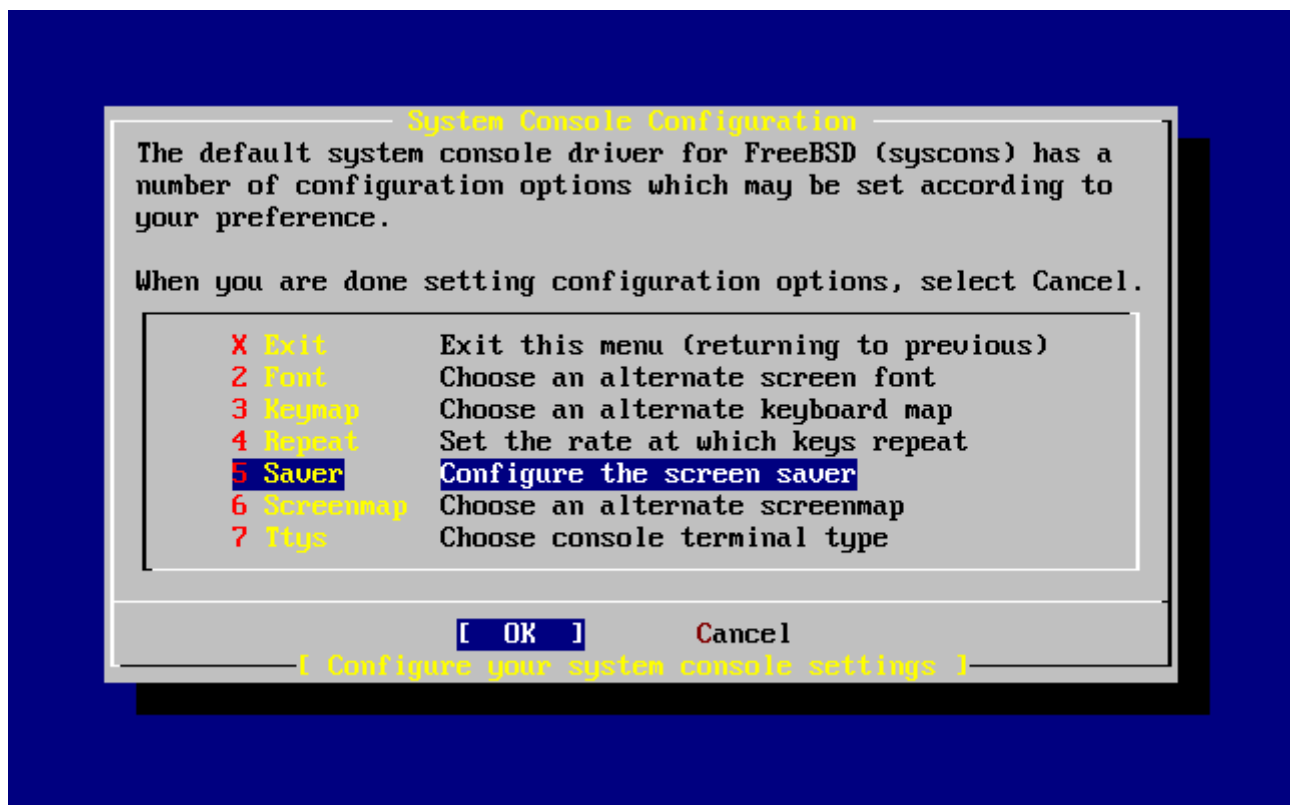 System Console Configuration
The default system console driver for FreeBSD (syscons) has a
number of configuration options which may be set according to
your preference.
When you are done setting configuration options, select Cancel.
X Exit Exit this menu (returning to previous)
2 Font Choose an alternate screen font
3 Keymap Choose an alternate keyboard map
4 Repeat Set the rate at which keys repeat
5 Saver Configure the screen saver
6 Screenmap Choose an alternate screenmap
7 Ttys Choose console terminal type
[ OK ] Cancel
[ Configure your system console settings ]